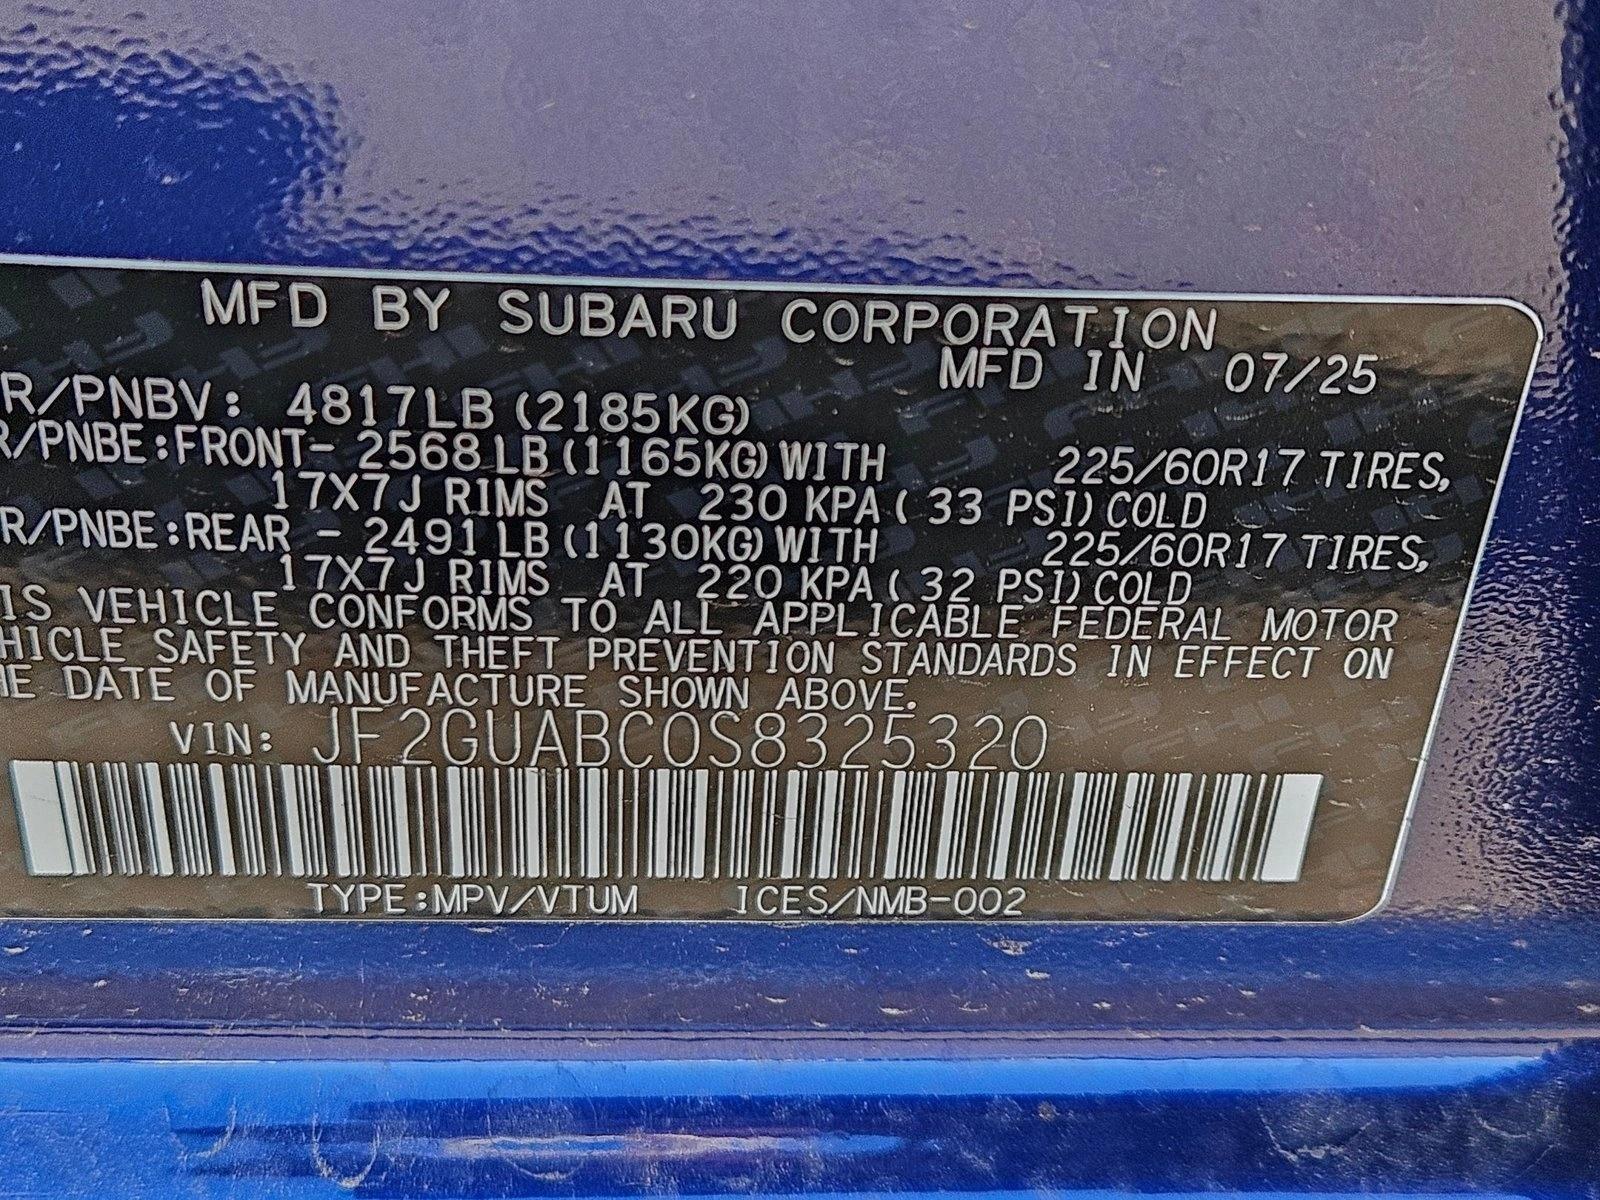 MFD BY SUBARU CORPORATION
MFD IN 07/25
R/PNBV: 4817LB (2185KG)
R/PNBE:FRONT- 2568LB (1165KG) WITH 225/60R17 TIRES,
17X7J RIMS AT 230 KPA ( 33 PSI) COLD
R/PNBE:REAR - 2491LB (1130KG) WITH 225/60R17 TIRES,
17X7J RIMS AT 220 KPA ( 32 PSI) COLD
IS VEHICLE CONFORMS TO ALL APPLICABLE FEDERAL MOTOR
HICLE SAFETY AND THEFT PREVENTION STANDARDS IN EFFECT ON
HE DATE OF MANUFACTURE SHOWN ABOVE.
VIN: JF2GUABC0S8325320
TYPE:MPV/VTUM ICES/NMB-002